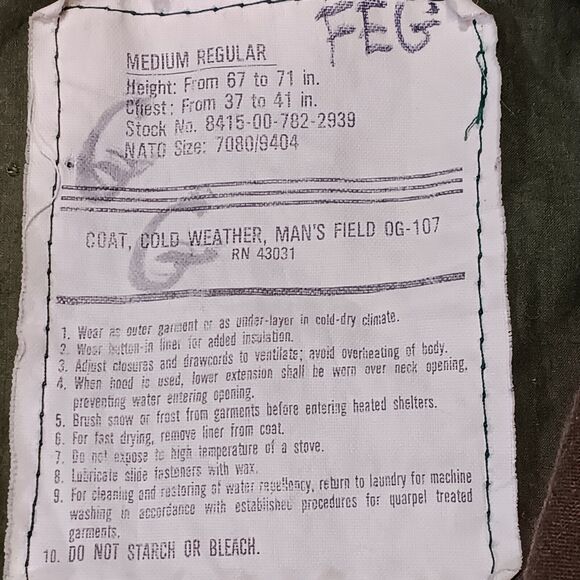 FEG
MEDIUM REGULAR
Height: From 67 to 71 in.
Chest: From 37 to 41 in.
Stock No. 8415-00-782-2939
NATO Size: 7080/9404
COAT, COLD WEATHER, MAN'S FIELD OG-107
RN 43031
1. Wear as outer garment or as under-layer in cold-dry climate.
2. Wear button-in liner for added insulation.
3. Adjust closures and drawcords to ventilate; avoid overheating of body.
4. When hood is used, lower extension shall be worn over neck opening,
preventing water entering opening.
5. Brush snow or frost from garments before entering heated shelters.
6. For fast drying, remove liner from coat.
7. Do not expose to high temperature of a stove.
8. Lubricate slide fasteners with wax.
9. For cleaning and restoring of water repellency, return to laundry for machine
washing in accordance with established procedures for quarpel treated
garments.
10. DO NOT STARCH OR BLEACH.